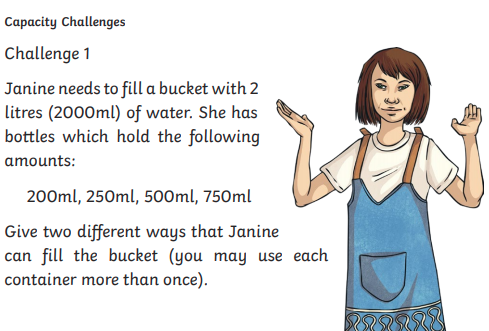 Capacity Challenges
Challenge 1
Janine needs to fill a bucket with 2
litres (2000ml) of water. She has
bottles which hold the following
amounts:
200ml, 250ml, 500ml, 750ml
Give two different ways that Janine
can fill the bucket (you may use each
container more than once).